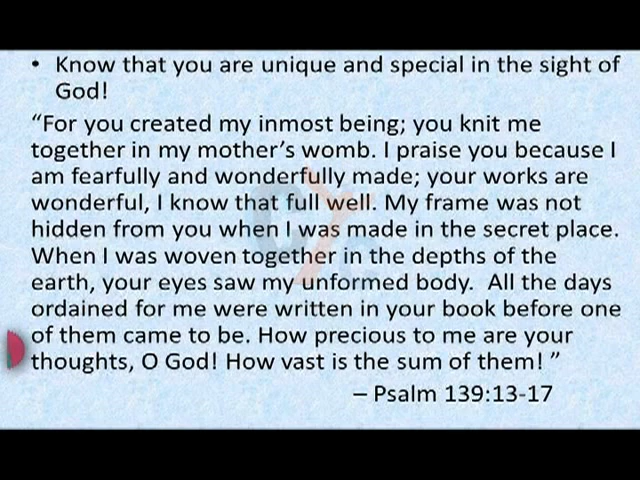 • Know that you are unique and special in the sight of
God!
“For you created my inmost being; you knit me
together in my mother’s womb. I praise you because I
am fearfully and wonderfully made; your works are
wonderful, I know that full well. My frame was not
hidden from you when I was made in the secret place.
When I was woven together in the depths of the
earth, your eyes saw my unformed body.  All the days
ordained for me were written in your book before one
of them came to be. How precious to me are your
thoughts, O God! How vast is the sum of them! ”
– Psalm 139:13-17